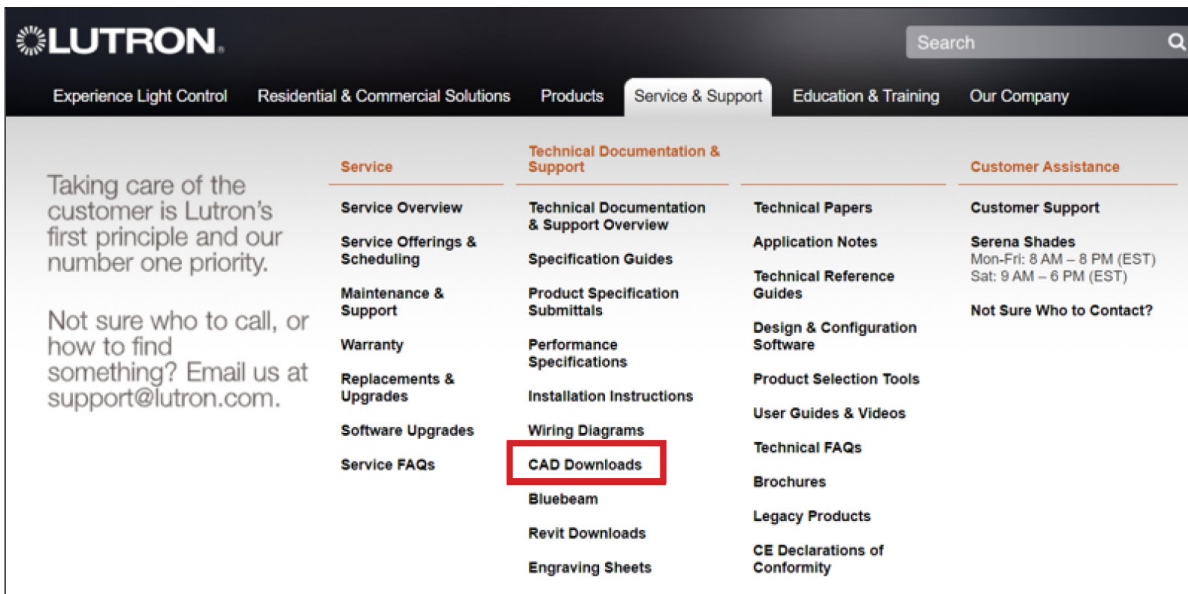 LUTRON.
Search
Experience Light Control
Residential & Commercial Solutions
Products
Service & Support
Education & Training
Our Company
Taking care of the
customer is Lutron's
first principle and our
number one priority.
Not sure who to call, or
how to find
something? Email us at
support@lutron.com.
Service
Service Overview
Service Offerings &
Scheduling
Maintenance &
Support
Warranty
Replacements &
Upgrades
Software Upgrades
Service FAQs
Technical Documentation &
Support
Technical Documentation
& Support Overview
Specification Guides
Product Specification
Submittals
Performance
Specifications
Installation Instructions
Wiring Diagrams
CAD Downloads
Bluebeam
Revit Downloads
Engraving Sheets
Technical Papers
Application Notes
Technical Reference
Guides
Design & Configuration
Software
Product Selection Tools
User Guides & Videos
Technical FAQs
Brochures
Legacy Products
CE Declarations of
Conformity
Customer Assistance
Customer Support
Serena Shades
Mon-Fri: 8 AM – 8 PM (EST)
Sat: 9 AM – 6 PM (EST)
Not Sure Who to Contact?